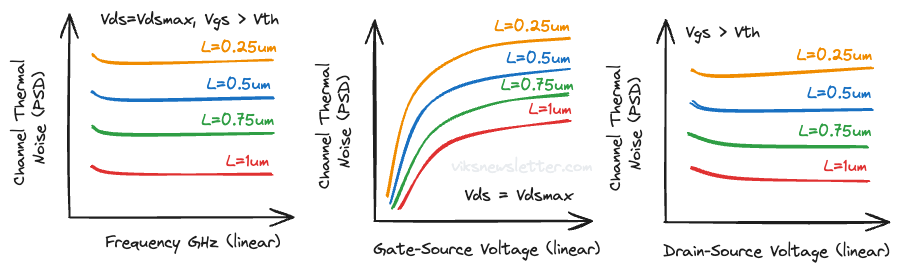 Vds=Vdsmax, Vgs > Vth
L=0.25um
L=0.5um
L=0.75um
L=1um
Channel Thermal
Noise (PSD)
Frequency GHz (linear)
L=0.25um
L=0.5um
L=0.75um
L=1um
viksnewsletter.com
Vds = Vdsmax
Channel Thermal
Noise (PSD)
Gate-Source Voltage (linear)
Vgs > Vth
L=0.25um
L=0.5um
L=0.75um
L=1um
Channel Thermal
Noise (PSD)
Drain-Source Voltage (linear)